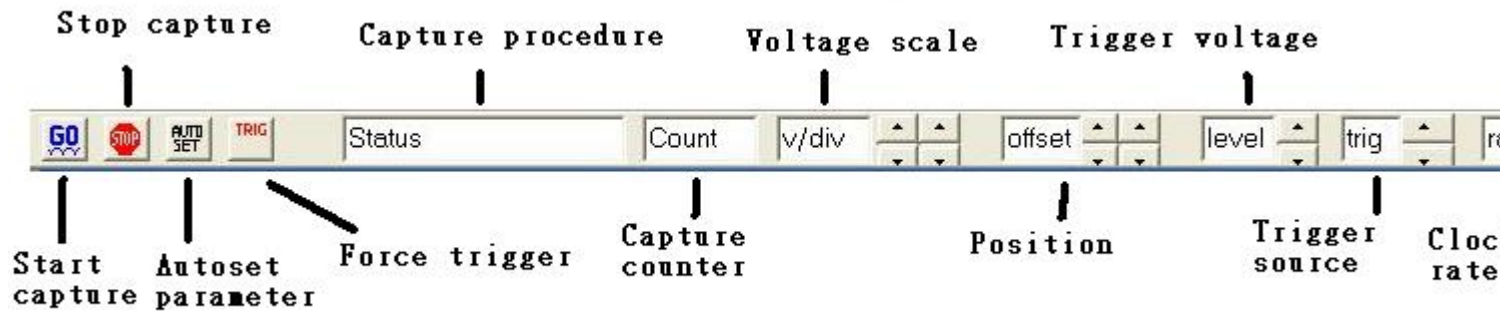 Stop capture
Capture procedure
Voltage scale
Trigger voltage
GO
STOP
AUTO
SET
TRIG
Status
Count
v/div
offset
level
trig
Start
capture
Autoset
parameter
Force trigger
Capture
counter
Position
Trigger
source
rate